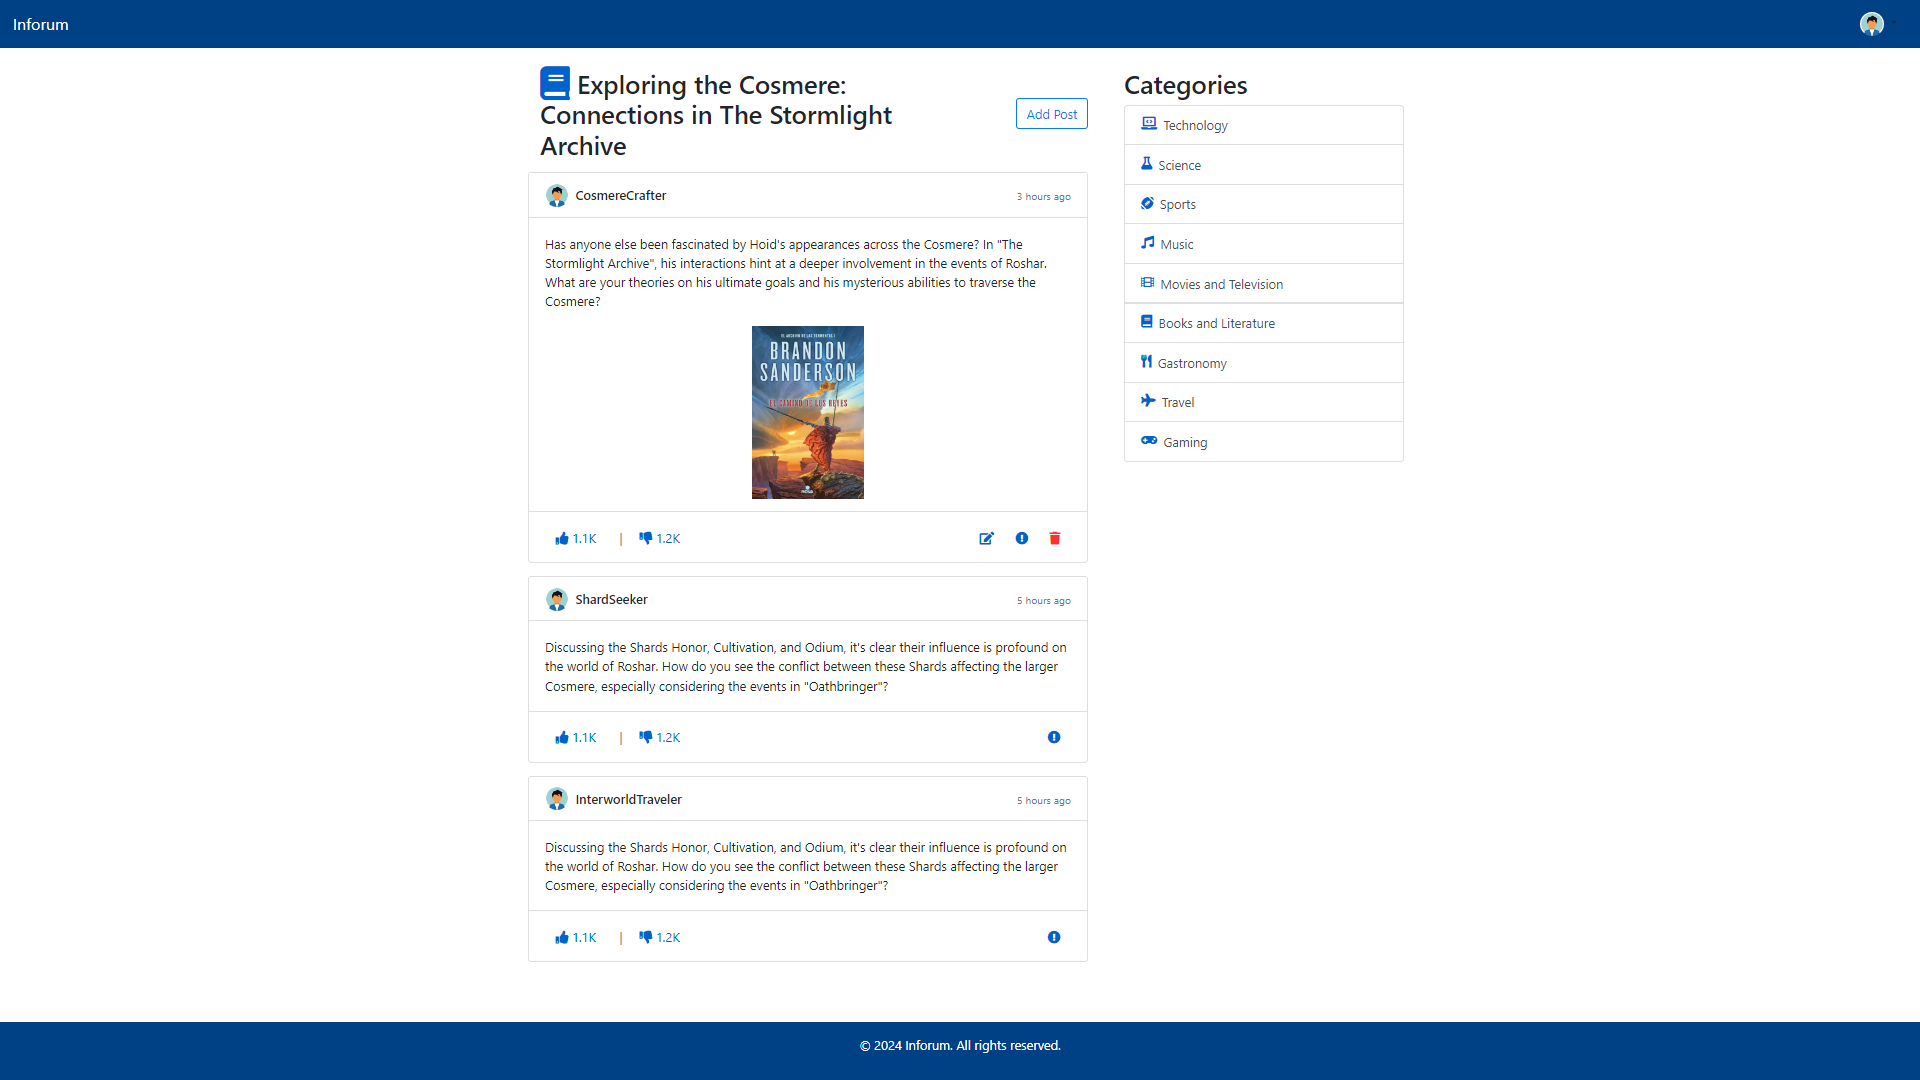 Inforum
Exploring the Cosmere:
Connections in The Stormlight
Archive
Add Post
CosmereCrafter
3 hours ago
Has anyone else been fascinated by Hoid's appearances across the Cosmere? In "The
Stormlight Archive", his interactions hint at a deeper involvement in the events of Roshar.
What are your theories on his ultimate goals and his mysterious abilities to traverse the
Cosmere?
EL ARCHIVO DE LAS TORMENTAS I
BRANDON
SANDERSON
EL CAMINO DE LOS REYES
1.1K | 1.2K
ShardSeeker
5 hours ago
Discussing the Shards Honor, Cultivation, and Odium, it's clear their influence is profound on
the world of Roshar. How do you see the conflict between these Shards affecting the larger
Cosmere, especially considering the events in "Oathbringer"?
1.1K | 1.2K
InterworldTraveler
5 hours ago
Discussing the Shards Honor, Cultivation, and Odium, it's clear their influence is profound on
the world of Roshar. How do you see the conflict between these Shards affecting the larger
Cosmere, especially considering the events in "Oathbringer"?
1.1K | 1.2K
Categories
Technology
Science
Sports
Music
Movies and Television
Books and Literature
Gastronomy
Travel
Gaming
© 2024 Inforum. All rights reserved.